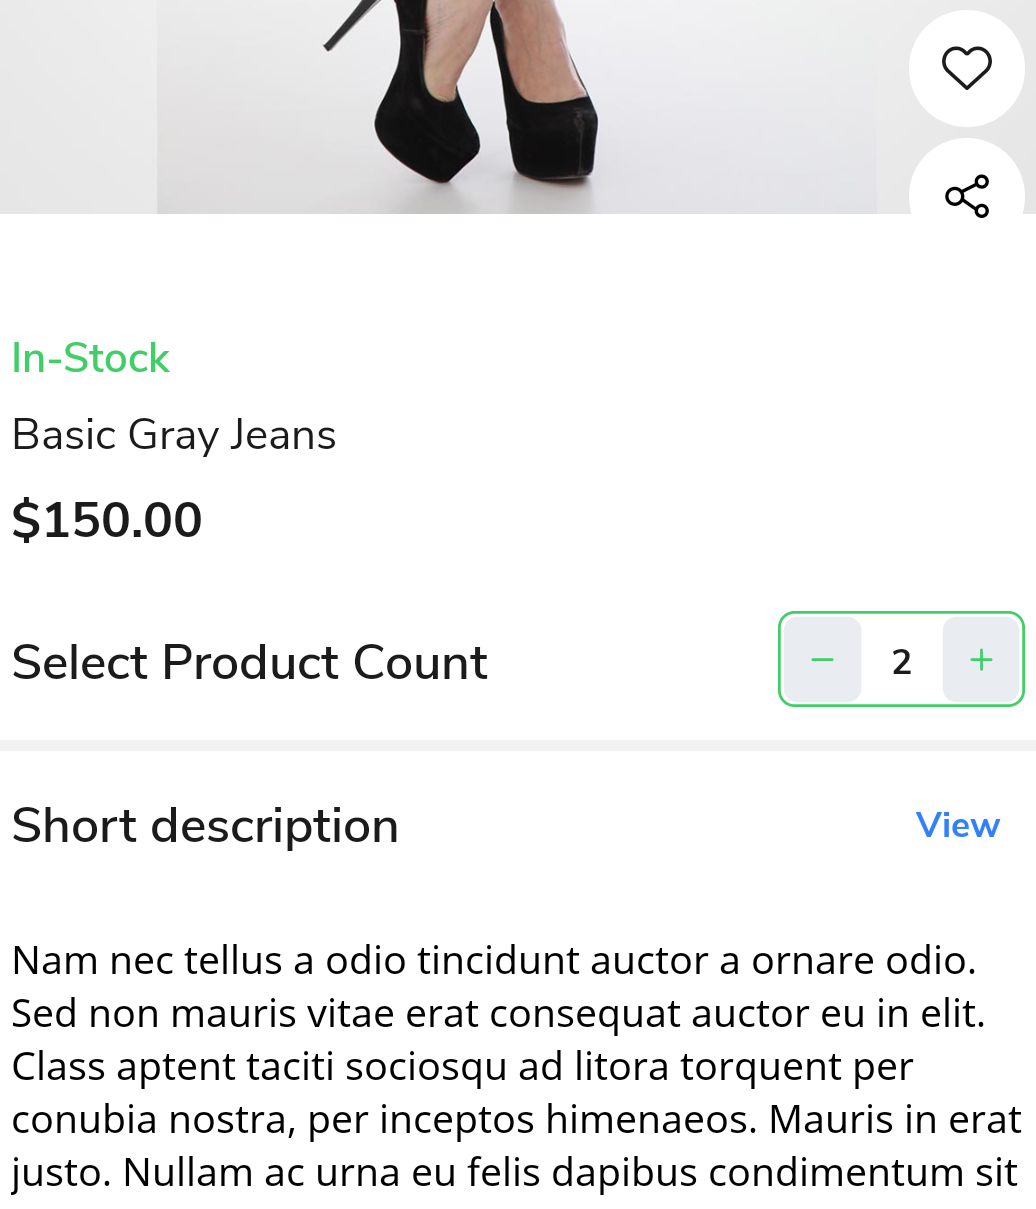 In-Stock
Basic Gray Jeans
$150.00
Select Product Count
− 2 +
Short description
View
Nam nec tellus a odio tincidunt auctor a ornare odio.
Sed non mauris vitae erat consequat auctor eu in elit.
Class aptent taciti sociosqu ad litora torquent per
conubia nostra, per inceptos himenaeos. Mauris in erat
justo. Nullam ac urna eu felis dapibus condimentum sit